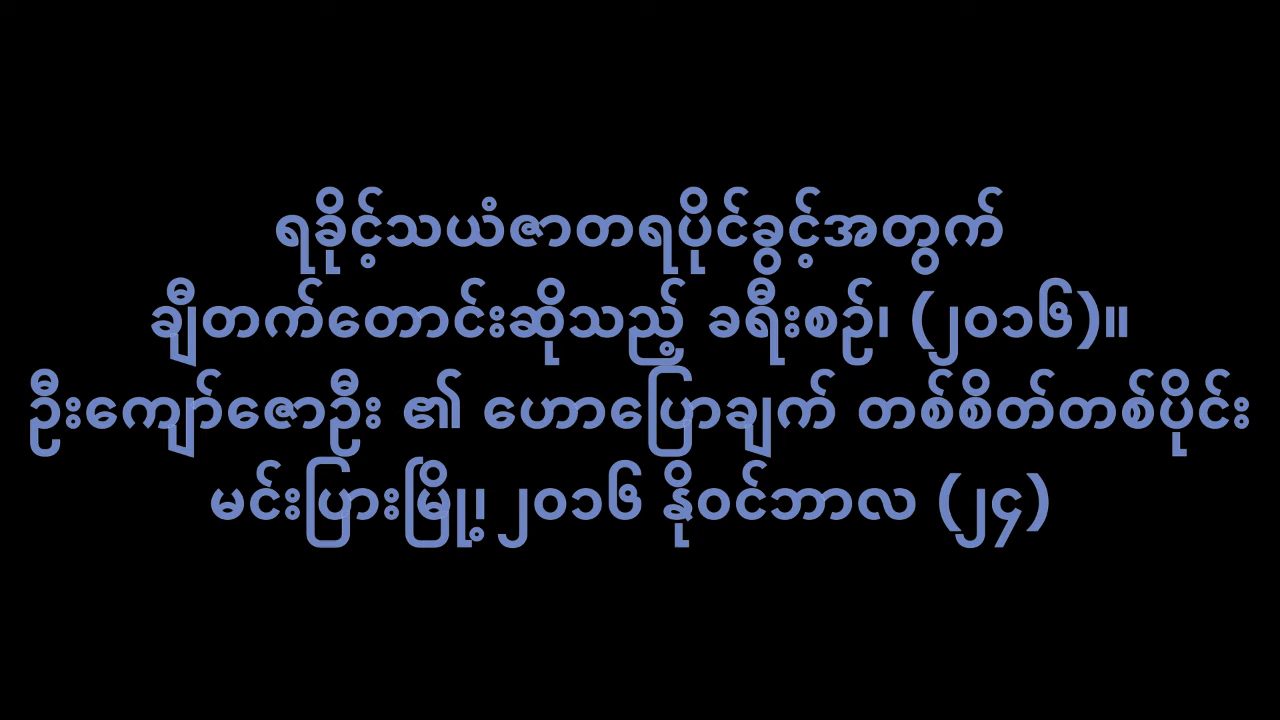 ရခိုင့်သယံဇာတရပိုင်ခွင့်အတွက်
ချီတက်တောင်းဆိုသည့် ခရီးစဉ်၊ (၂၀၁၆)။
ဦးကျော်ဇောဦး ၏ ဟောပြောချက် တစ်စိတ်တစ်ပိုင်း
မင်းပြားမြို့၊ ၂၀၁၆ နိုဝင်ဘာလ (၂၄)